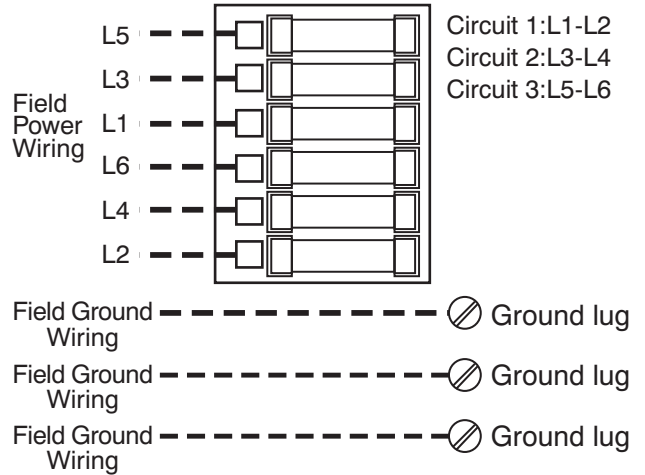 L5
L3
L1
L6
L4
L2
Field
Power
Wiring
Circuit 1:L1-L2
Circuit 2:L3-L4
Circuit 3:L5-L6
Field Ground
Wiring
Ground lug
Field Ground
Wiring
Ground lug
Field Ground
Wiring
Ground lug